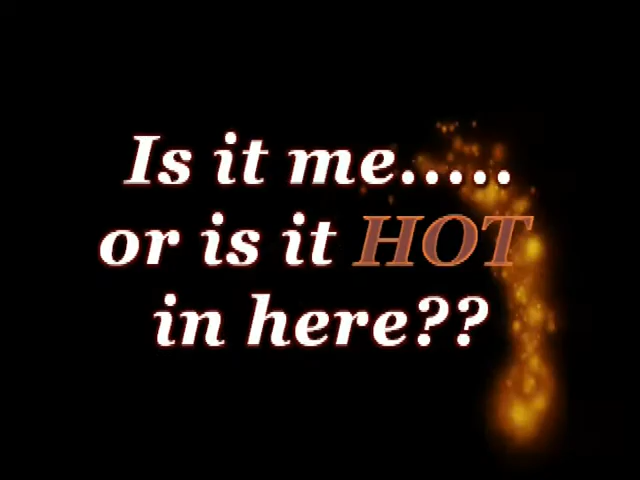 Is it me.....
or is it HOT
in here??